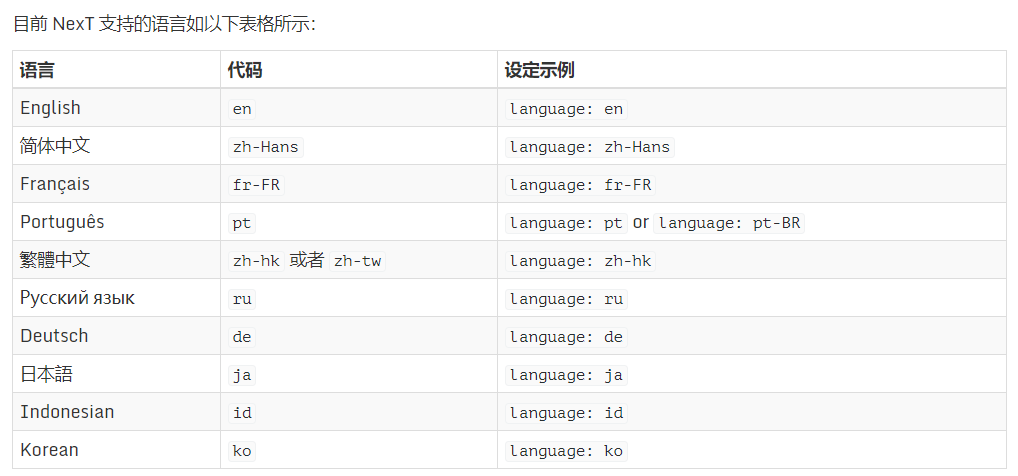 目前 NexT 支持的语言如以下表格所示：
语言 代码 设定示例
English en language: en
简体中文 zh-Hans language: zh-Hans
Français fr-FR language: fr-FR
Português pt language: pt or language: pt-BR
繁體中文 zh-hk 或者 zh-tw language: zh-hk
Русский язык ru language: ru
Deutsch de language: de
日本語 ja language: ja
Indonesian id language: id
Korean ko language: ko